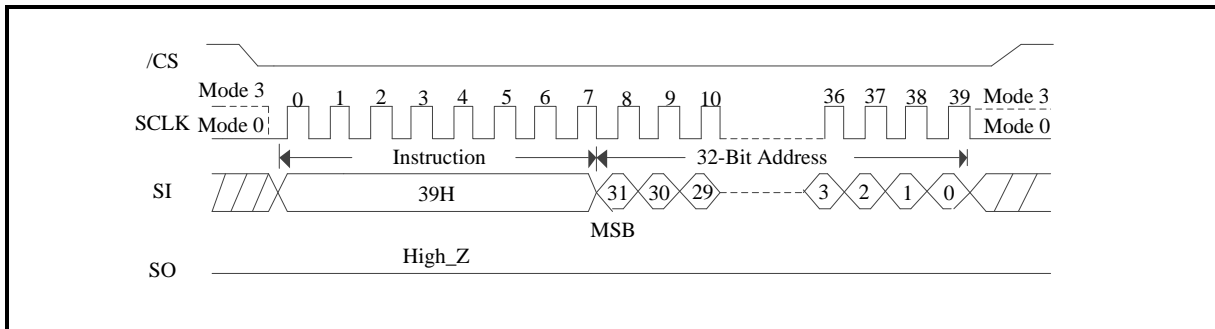 /CS
Mode 3
0 1 2 3 4 5 6 7 8 9 10 36 37 38 39
Mode 3
SCLK
Mode 0
Mode 0
Instruction
32-Bit Address
SI
39H
31 30 29 3 2 1 0
MSB
High_Z
SO